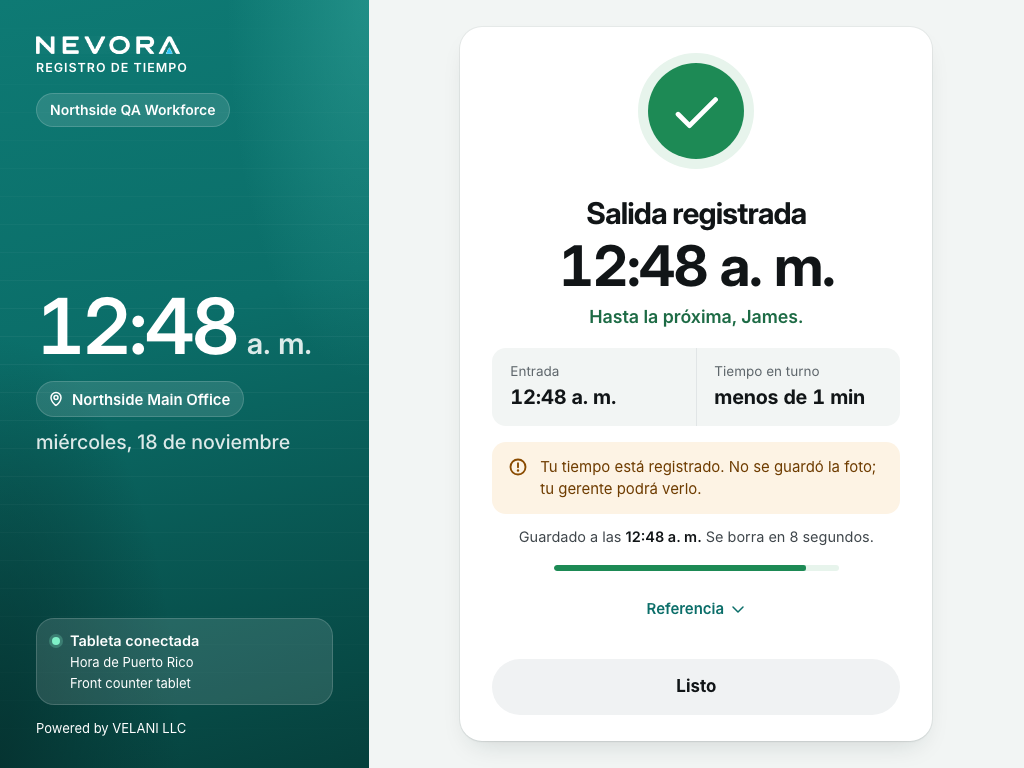 NEVORA
REGISTRO DE TIEMPO
Northside QA Workforce
12:48 a. m.
Northside Main Office
miércoles, 18 de noviembre
Tableta conectada
Hora de Puerto Rico
Front counter tablet
Powered by VELANI LLC
Salida registrada
12:48 a. m.
Hasta la próxima, James.
Entrada
12:48 a. m.
Tiempo en turno
menos de 1 min
Tu tiempo está registrado. No se guardó la foto;
tu gerente podrá verlo.
Guardado a las 12:48 a. m. Se borra en 8 segundos.
Referencia
Listo